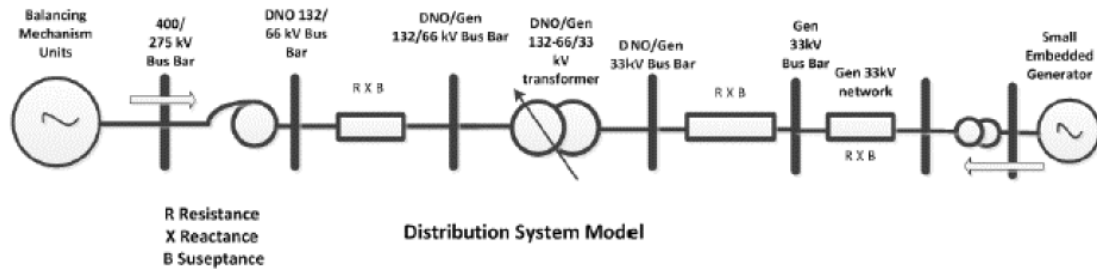 Balancing
Mechanism
Units
400/
275 kV
Bus Bar
DNO 132/
66 kV Bus
Bar
DNO/Gen
132/66 kV Bus Bar
DNO/Gen
132-66/33
kV
transformer
DNO/Gen
33kV Bus Bar
Gen
33kV
Bus Bar
Gen 33kV
network
Small
Embedded
Generator
R X B
R X B
R X B
R Resistance
X Reactance
B Suseptance
Distribution System Model